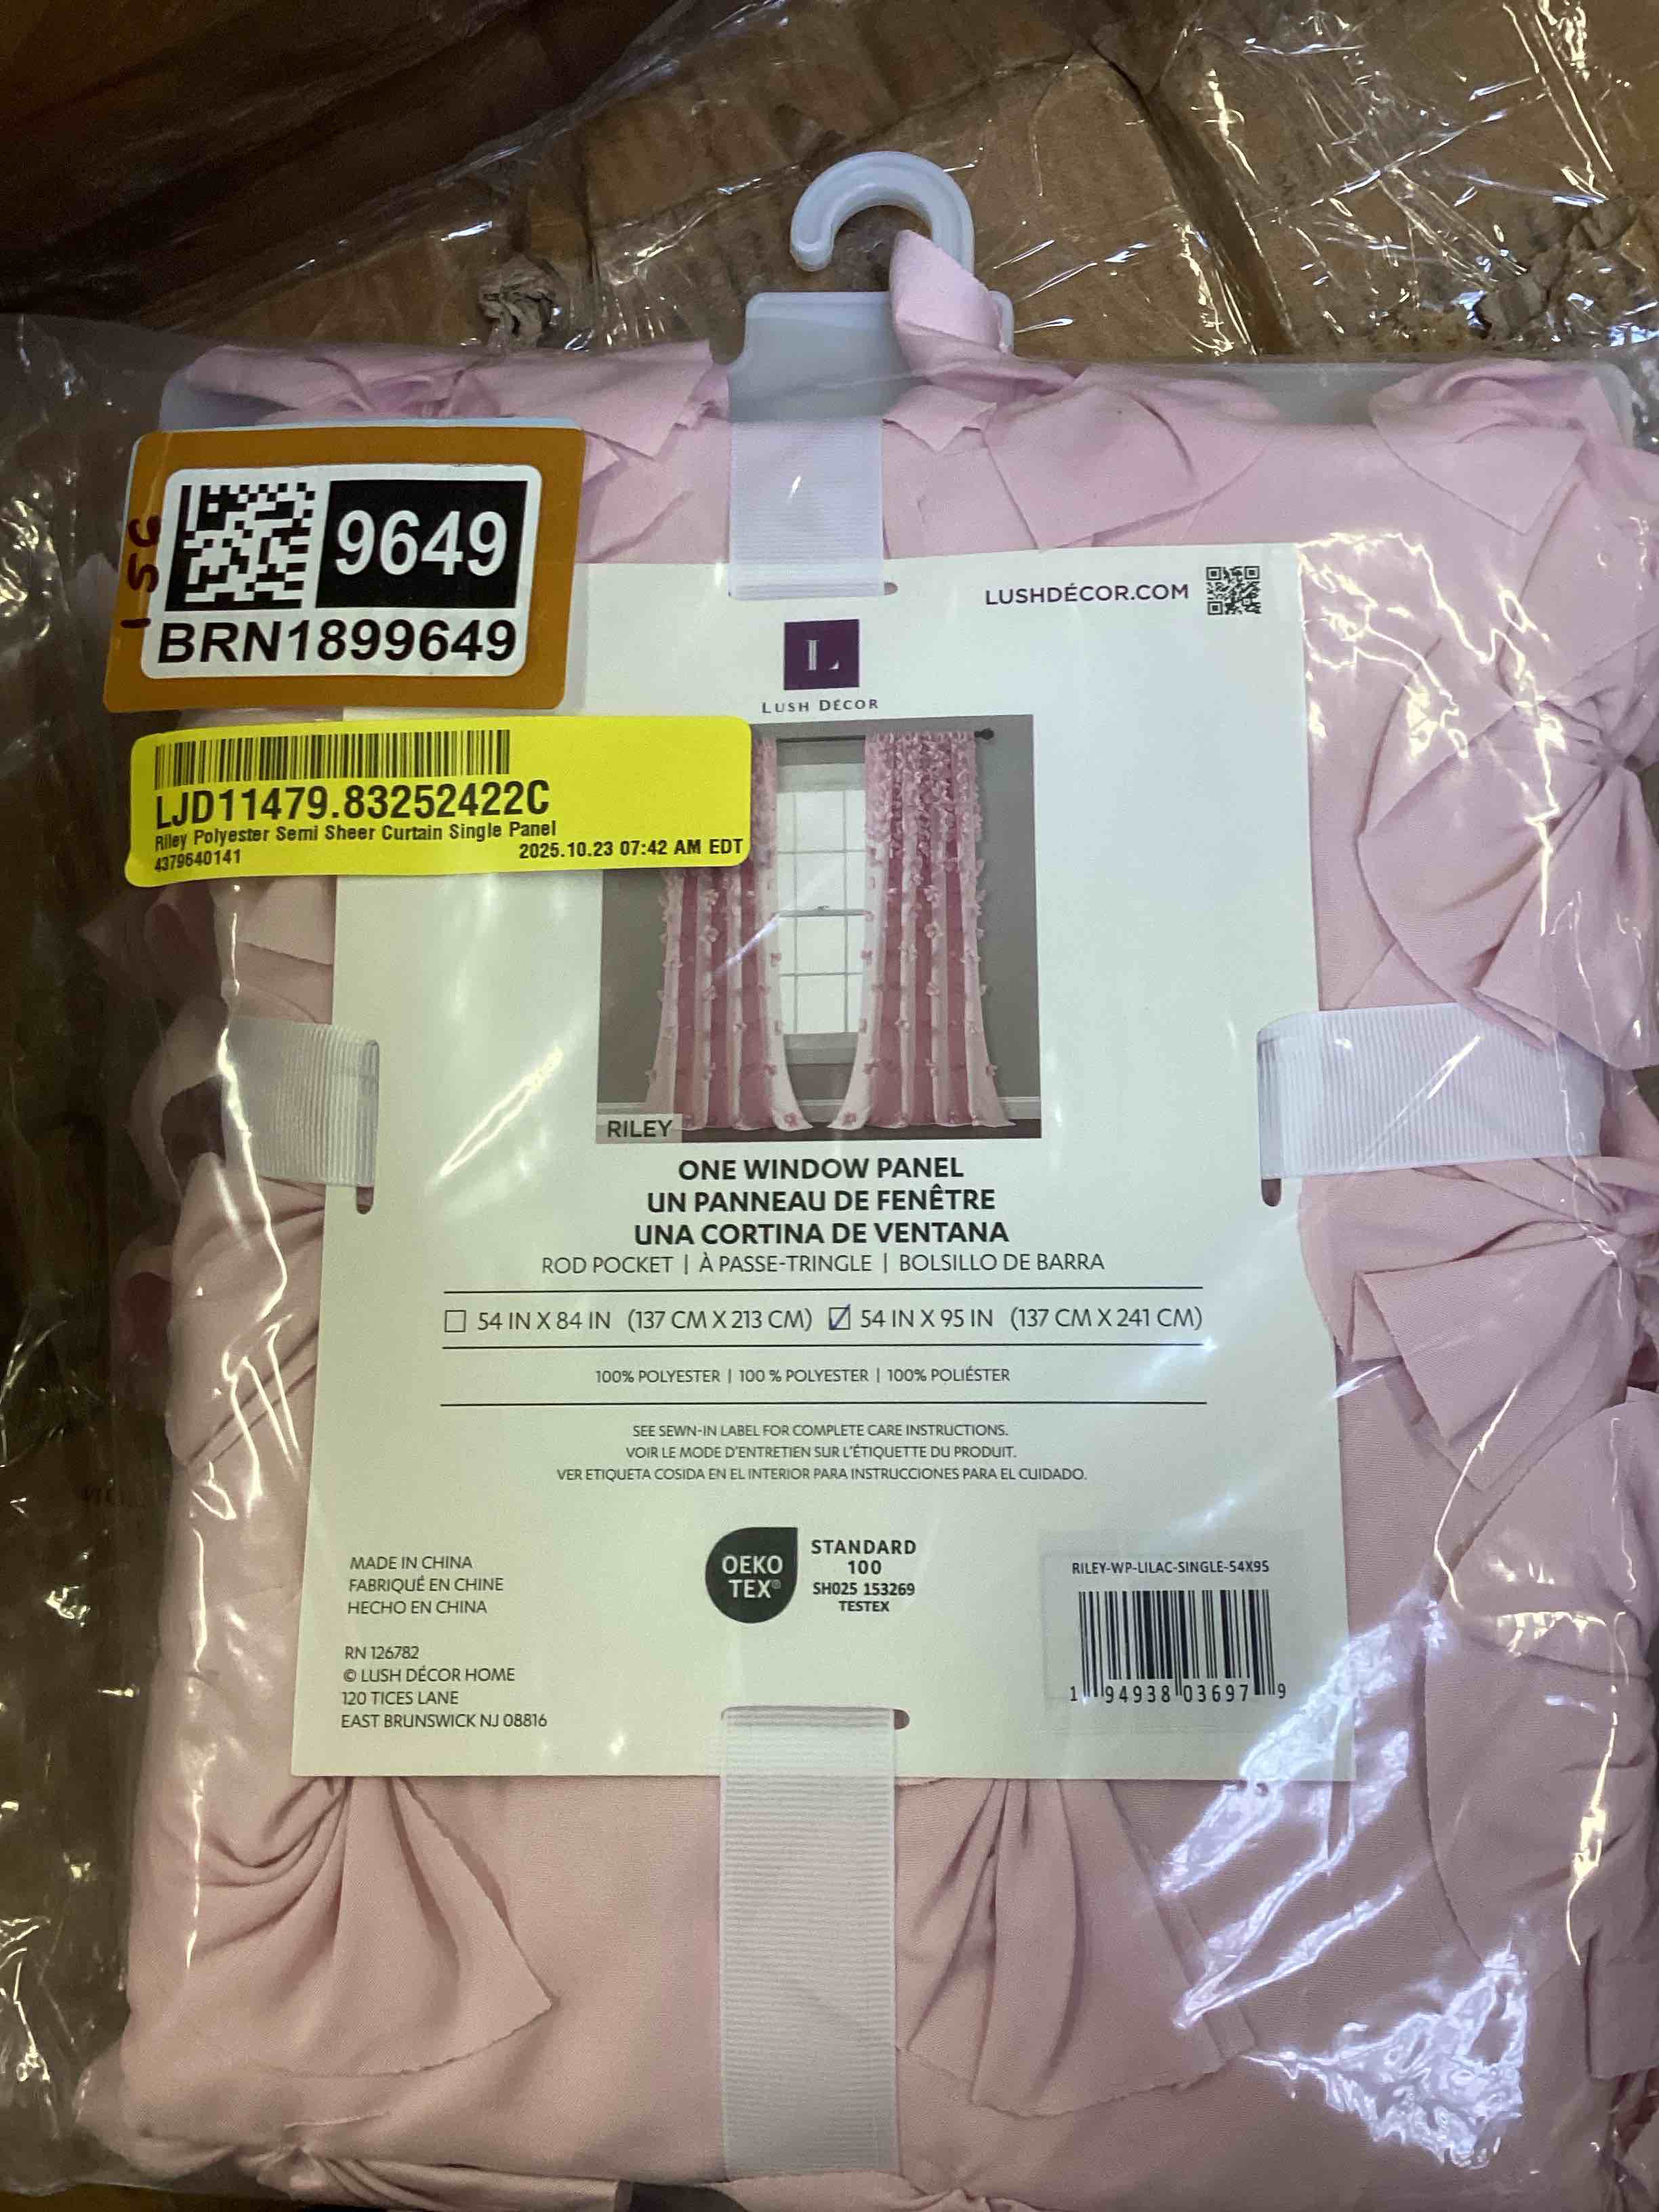 156
9649
BRN1899649
LJD11479.83252422C
Riley Polyester Semi Sheer Curtain Single Panel
4379640141
2025.10.23 07:42 AM EDT
LUSHDÉCOR.COM
L
LUSH DÉCOR
RILEY
ONE WINDOW PANEL
UN PANNEAU DE FENÊTRE
UNA CORTINA DE VENTANA
ROD POCKET | À PASSE-TRINGLE | BOLSILLO DE BARRA
54 IN X 84 IN (137 CM X 213 CM) 54 IN X 95 IN (137 CM X 241 CM)
100% POLYESTER | 100 % POLYESTER | 100% POLIÉSTER
SEE SEWN-IN LABEL FOR COMPLETE CARE INSTRUCTIONS.
VOIR LE MODE D'ENTRETIEN SUR L'ÉTIQUETTE DU PRODUIT.
VER ETIQUETA COSIDA EN EL INTERIOR PARA INSTRUCCIONES PARA EL CUIDADO.
MADE IN CHINA
FABRIQUÉ EN CHINE
HECHO EN CHINA
RN 126782
© LUSH DÉCOR HOME
120 TICES LANE
EAST BRUNSWICK NJ 08816
OEKO
TEX®
STANDARD
100
SH025 153269
TESTEX
RILEY-WP-LILAC-SINGLE-54X95
1 94938 03697 9